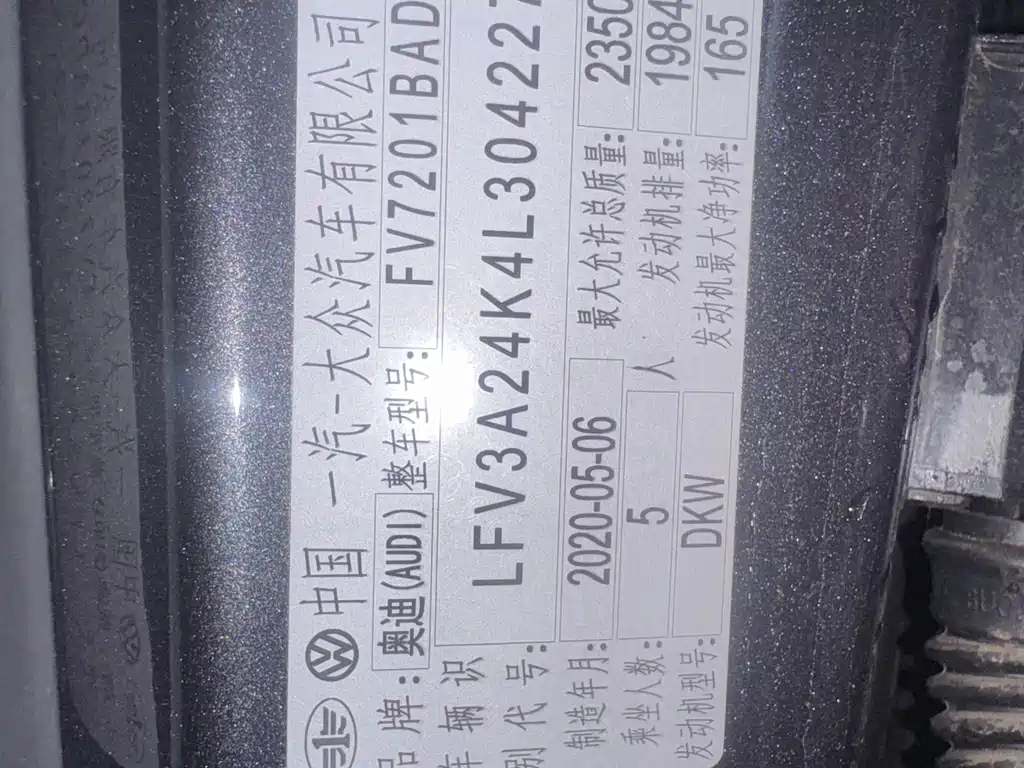 中国 一汽-大众汽车有限公司
品牌: 奥迪(AUDI) 整车型号: FV7201BAD
车辆识别代号: LFV3A24K4L304227
制造年月: 2020-05-06 最大允许总质量: 2350
乘坐人数: 5 人 发动机排量: 1984
发动机型号: DKW 发动机最大净功率: 165